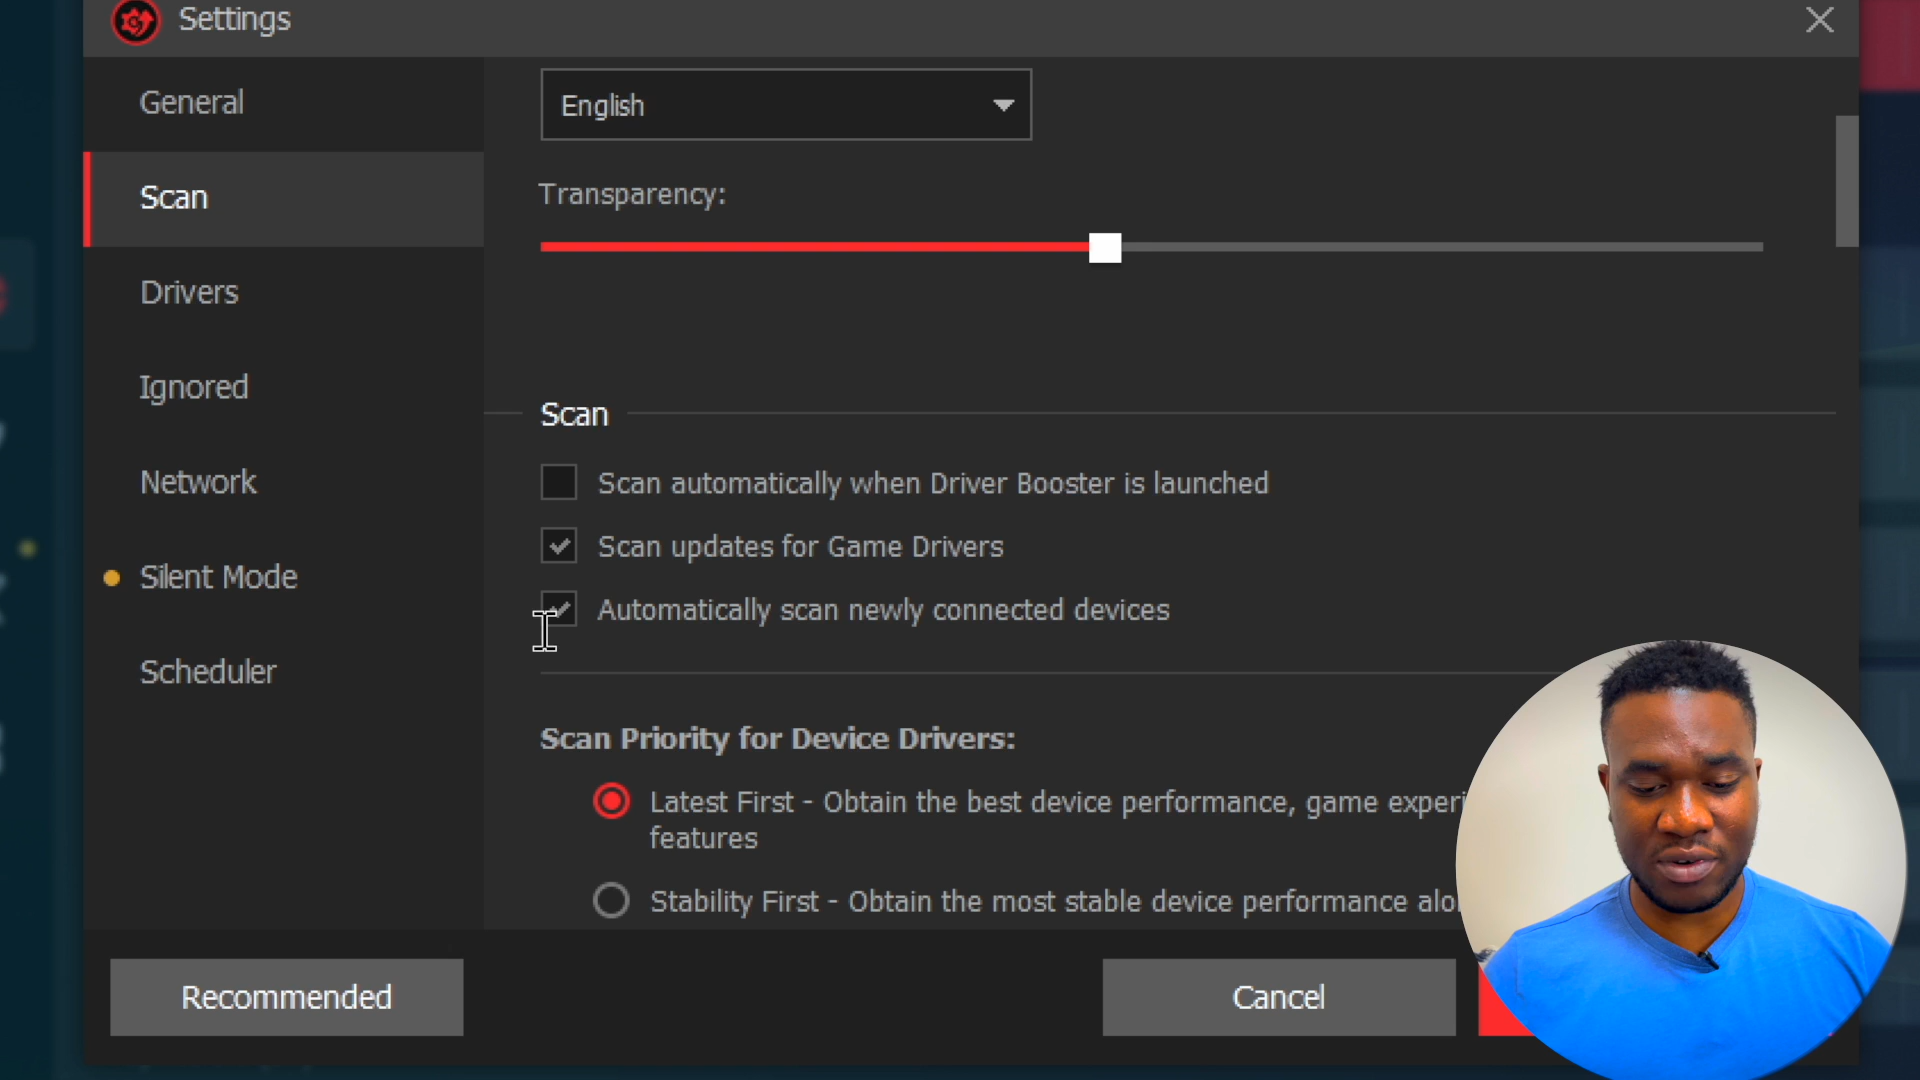 Settings
General
Scan
Drivers
Ignored
Network
Silent Mode
Scheduler
English
Transparency:
Scan
Scan automatically when Driver Booster is launched
Scan updates for Game Drivers
Automatically scan newly connected devices
Scan Priority for Device Drivers:
Latest First - Obtain the best device performance, game experi
features
Stability First - Obtain the most stable device performance alo
Recommended
Cancel